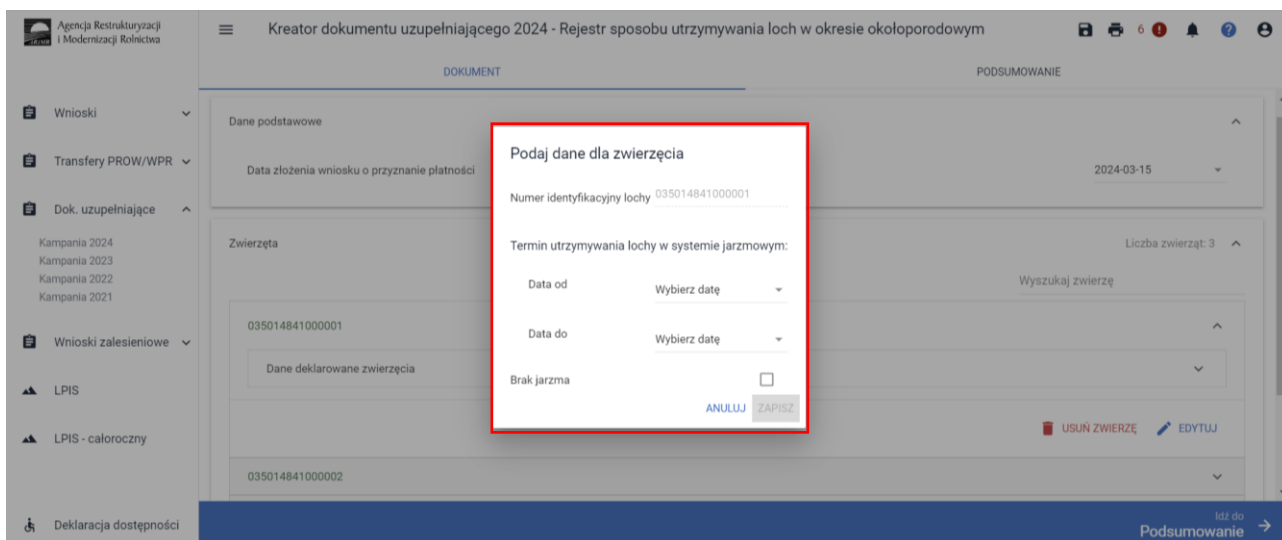 Agencja Restrukturyzacji
i Modernizacji Rolnictwa
Kreator dokumentu uzupełniającego 2024 - Rejestr sposobu utrzymywania loch w okresie okołoporodowym
6
DOKUMENT
PODSUMOWANIE
Wnioski
Transfery PROW/WPR
Dok. uzupełniające
Kampania 2024
Kampania 2023
Kampania 2022
Kampania 2021
Wnioski zalesieniowe
LPIS
LPIS - całoroczny
Deklaracja dostępności
Dane podstawowe
Data złożenia wniosku o przyznanie płatności
2024-03-15
Zwierzęta
Liczba zwierząt: 3
Wyszukaj zwierzę
035014841000001
Dane deklarowane zwierzęcia
USUŃ ZWIERZĘ
EDYTUJ
035014841000002
Podaj dane dla zwierzęcia
Numer identyfikacyjny lochy 035014841000001
Termin utrzymywania lochy w systemie jarzmowym:
Data od Wybierz datę
Data do Wybierz datę
Brak jarzma
ANULUJ ZAPISZ
Idź do
Podsumowanie